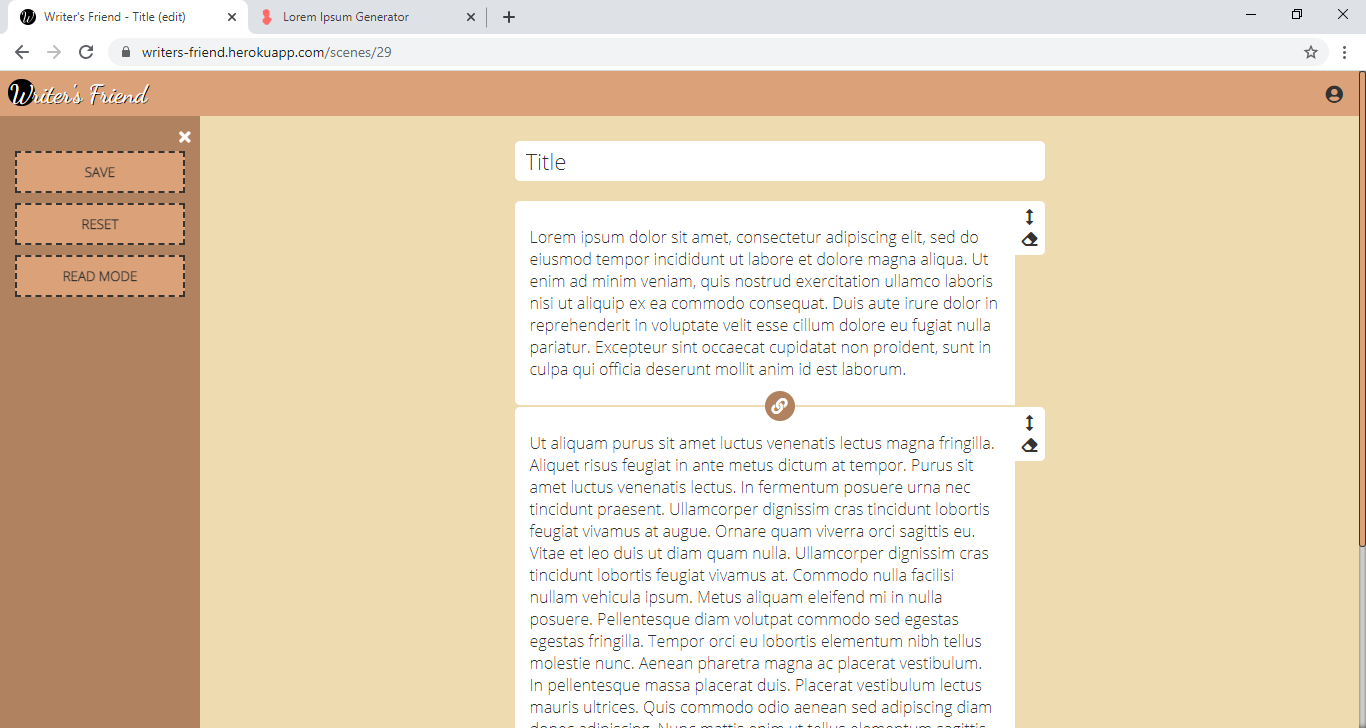 Writer's Friend - Title (edit)
Lorem Ipsum Generator
writers-friend.herokuapp.com/scenes/29
Writer's Friend
SAVE
RESET
READ MODE
Title
Lorem ipsum dolor sit amet, consectetur adipiscing elit, sed do
eiusmod tempor incididunt ut labore et dolore magna aliqua. Ut
enim ad minim veniam, quis nostrud exercitation ullamco laboris
nisi ut aliquip ex ea commodo consequat. Duis aute irure dolor in
reprehenderit in voluptate velit esse cillum dolore eu fugiat nulla
pariatur. Excepteur sint occaecat cupidatat non proident, sunt in
culpa qui officia deserunt mollit anim id est laborum.
Ut aliquam purus sit amet luctus venenatis lectus magna fringilla.
Aliquet risus feugiat in ante metus dictum at tempor. Purus sit
amet luctus venenatis lectus. In fermentum posuere urna nec
tincidunt praesent. Ullamcorper dignissim cras tincidunt lobortis
feugiat vivamus at augue. Ornare quam viverra orci sagittis eu.
Vitae et leo duis ut diam quam nulla. Ullamcorper dignissim cras
tincidunt lobortis feugiat vivamus at. Commodo nulla facilisi
nullam vehicula ipsum. Metus aliquam eleifend mi in nulla
posuere. Pellentesque diam volutpat commodo sed egestas
egestas fringilla. Tempor orci eu lobortis elementum nibh tellus
molestie nunc. Aenean pharetra magna ac placerat vestibulum.
In pellentesque massa placerat duis. Placerat vestibulum lectus
mauris ultrices. Quis commodo odio aenean sed adipiscing diam
donec adipiscing. Nunc mattis enim ut tellus elementum sagittis